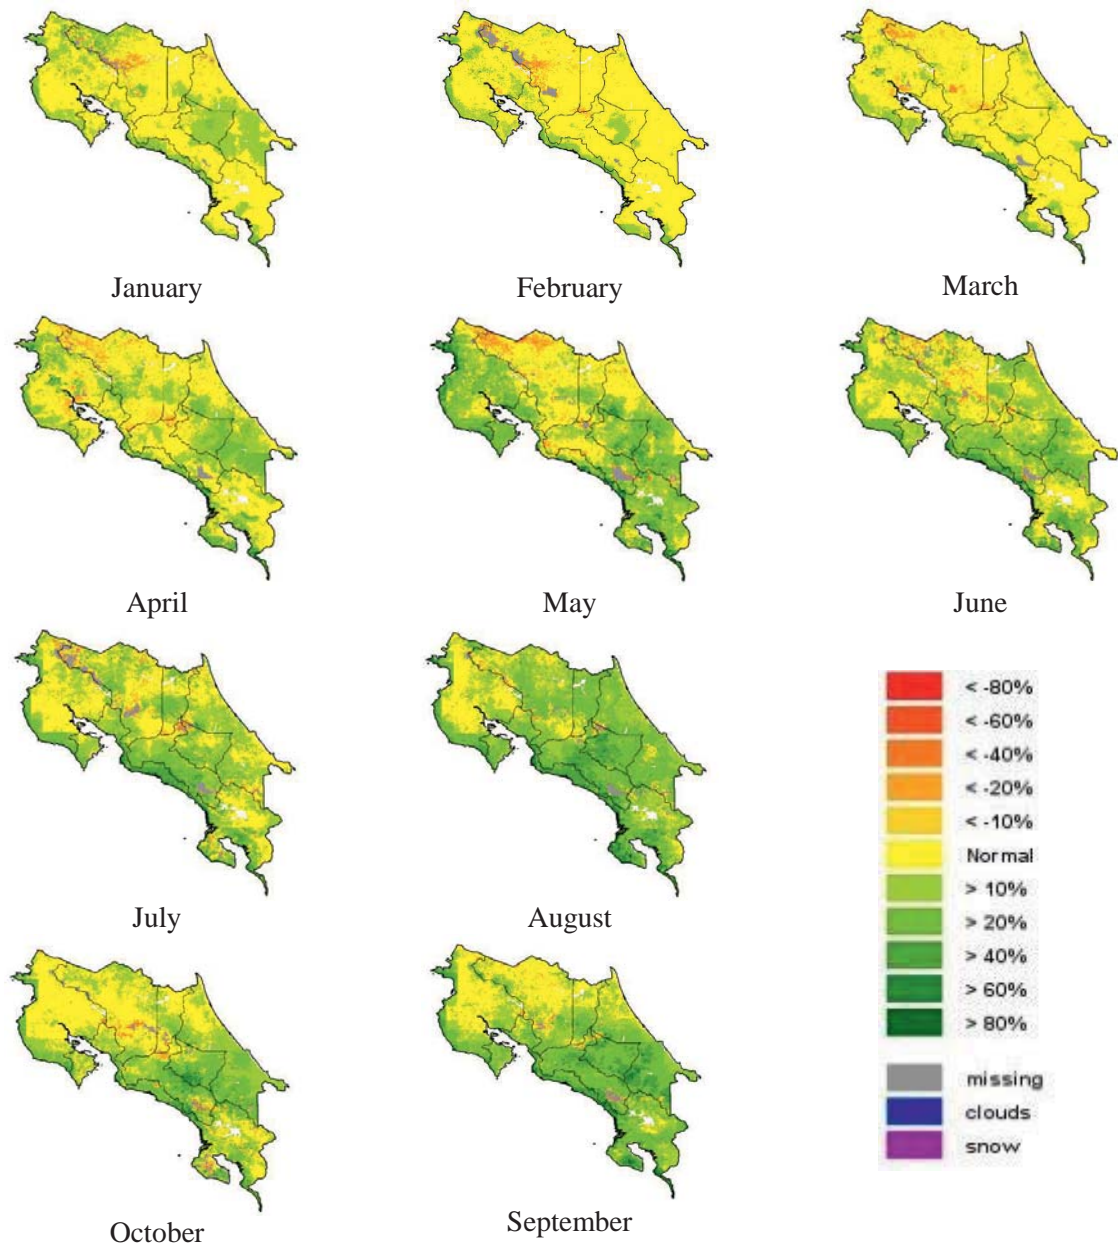 January
February
March
April
May
June
July
August
October
September
< -80%
< -60%
< -40%
< -20%
< -10%
Normal
> 10%
> 20%
> 40%
> 60%
> 80%
missing
clouds
snow